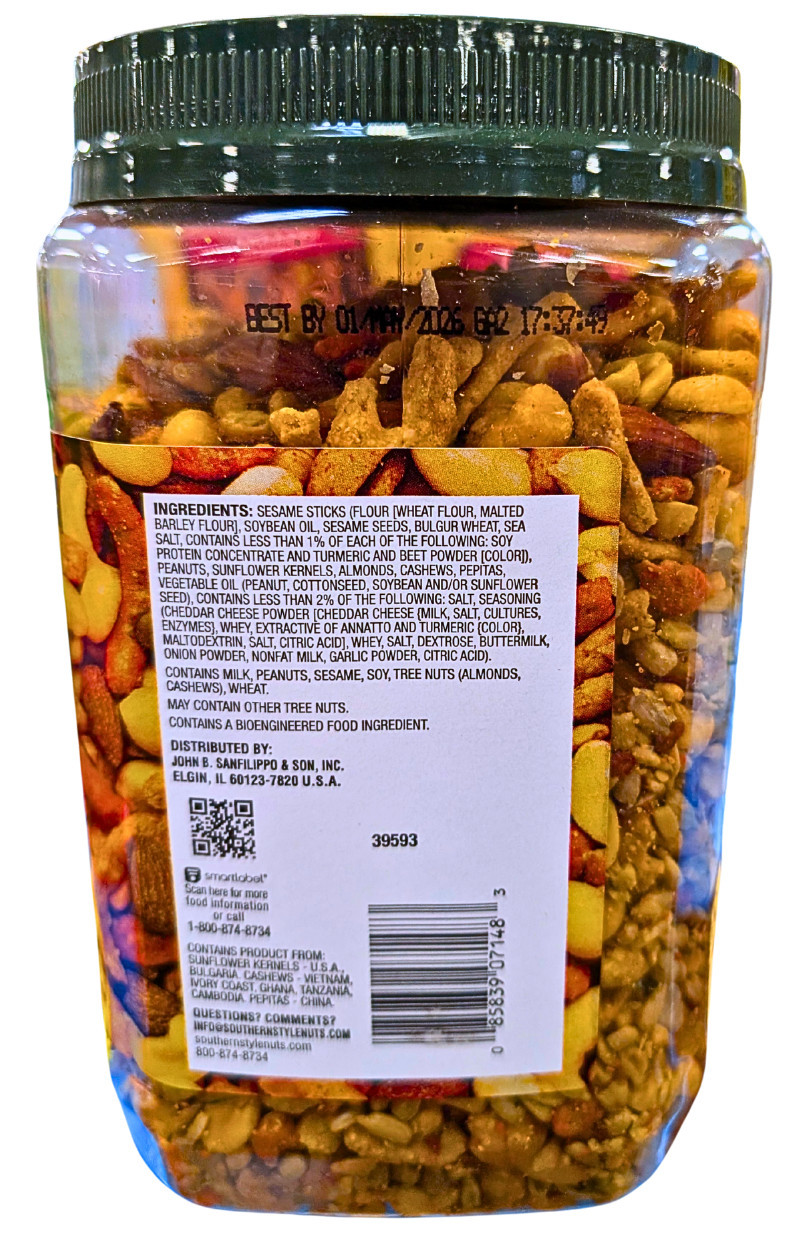 BEST BY 01/MAY/2026 GA2 17:37:49
INGREDIENTS: SESAME STICKS (FLOUR [WHEAT FLOUR, MALTED
BARLEY FLOUR], SOYBEAN OIL, SESAME SEEDS, BULGUR WHEAT, SEA
SALT, CONTAINS LESS THAN 1% OF EACH OF THE FOLLOWING: SOY
PROTEIN CONCENTRATE AND TURMERIC AND BEET POWDER [COLOR]),
PEANUTS, SUNFLOWER KERNELS, ALMONDS, CASHEWS, PEPITAS,
VEGETABLE OIL (PEANUT, COTTONSEED, SOYBEAN AND/OR SUNFLOWER
SEED), CONTAINS LESS THAN 2% OF THE FOLLOWING: SALT, SEASONING
(CHEDDAR CHEESE POWDER [CHEDDAR CHEESE {MILK, SALT, CULTURES,
ENZYMES}, WHEY, EXTRACTIVE OF ANNATTO AND TURMERIC {COLOR},
MALTODEXTRIN, SALT, CITRIC ACID], WHEY, SALT, DEXTROSE, BUTTERMILK,
ONION POWDER, NONFAT MILK, GARLIC POWDER, CITRIC ACID).
CONTAINS MILK, PEANUTS, SESAME, SOY, TREE NUTS (ALMONDS,
CASHEWS), WHEAT.
MAY CONTAIN OTHER TREE NUTS.
CONTAINS A BIOENGINEERED FOOD INGREDIENT.
DISTRIBUTED BY:
JOHN B. SANFILIPPO & SON, INC.
ELGIN, IL 60123-7820 U.S.A.
39593
smartlabel®
Scan here for more
food information
or call
1-800-874-8734
CONTAINS PRODUCT FROM:
SUNFLOWER KERNELS - U.S.A.,
BULGARIA. CASHEWS - VIETNAM,
IVORY COAST, GHANA, TANZANIA,
CAMBODIA. PEPITAS - CHINA.
QUESTIONS? COMMENTS?
INFO@SOUTHERNSTYLENUTS.COM
southernstylenuts.com
800-874-8734
0 85839 07148 3